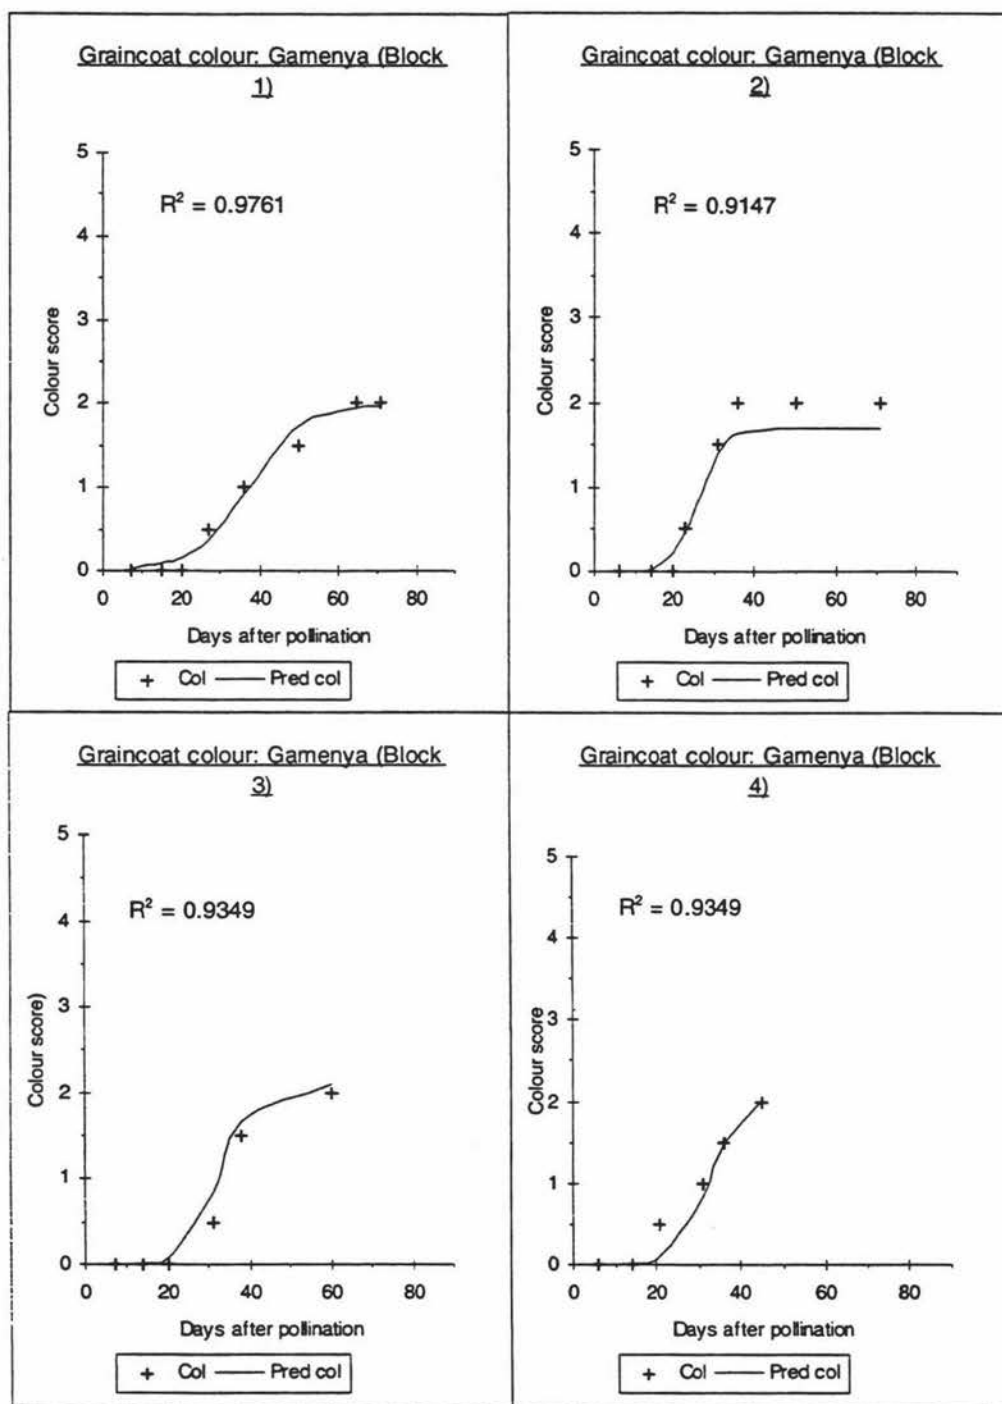 Graincoat colour: Gamenya (Block
1)
R² = 0.9761
Colour score
5
4
3
2
1
0
0 20 40 60 80
Days after pollination
+ Col —— Pred col
Graincoat colour: Gamenya (Block
2)
R² = 0.9147
Colour score
5
4
3
2
1
0
0 20 40 60 80
Days after pollination
+ Col —— Pred col
Graincoat colour: Gamenya (Block
3)
R² = 0.9349
Colour score)
5
4
3
2
1
0
0 20 40 60
Days after pollination
+ Col —— Pred col
Graincoat colour: Gamenya (Block
4)
R² = 0.9349
Colour score
5
4
3
2
1
0
0 20 40 60 80
Days after pollination
+ Col —— Pred col